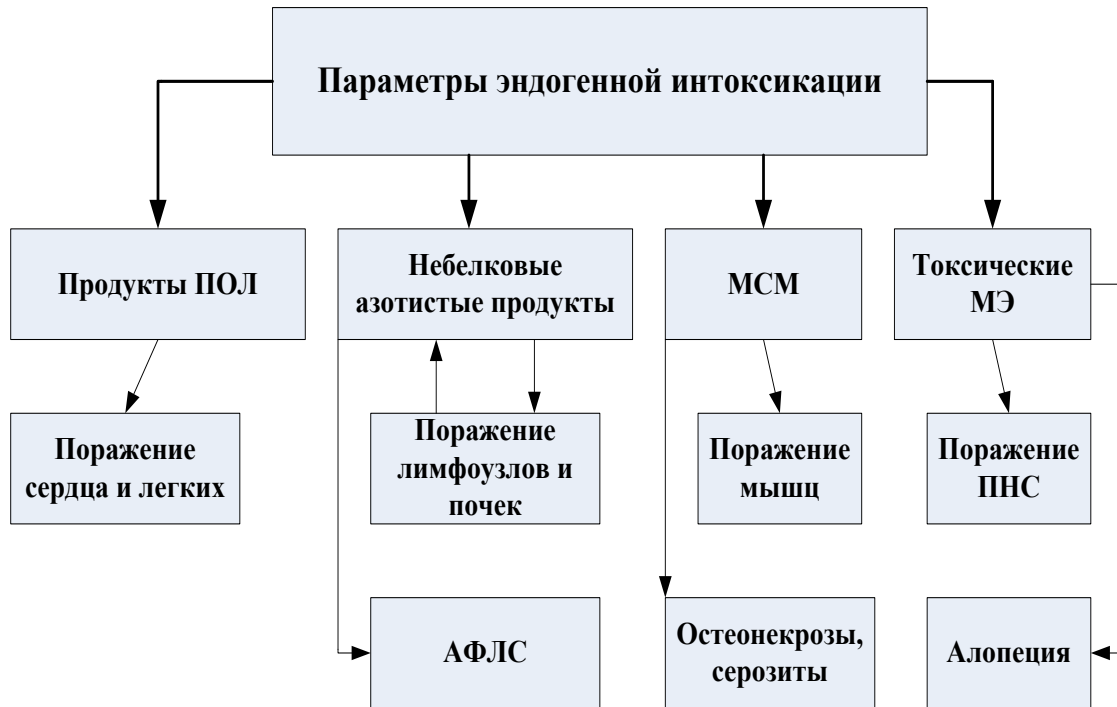 Параметры эндогенной интоксикации
Продукты ПОЛ
Небелковые
азотистые продукты
МСМ
Токсические
МЭ
Поражение
сердца и легких
Поражение
лимфоузлов и
почек
Поражение
мышц
Поражение
ПНС
АФЛС
Остеонекрозы,
серозиты
Алопеция